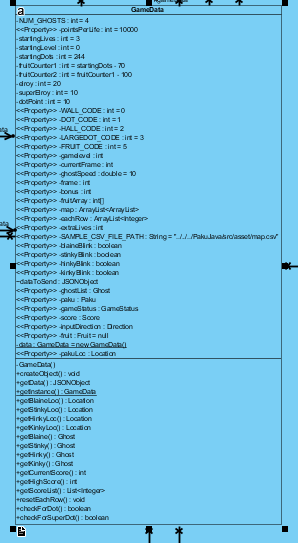 GameData
-NUM_GHOSTS : int = 4
<<Property>> -pointsPerLife : int = 10000
-startingLives : int = 3
-startingLevel : int = 0
-startingDots : int = 244
-fruitCounter1 : int = startingDots - 70
-fruitCounter2 : int = fruitCounter1 - 100
-elroy : int = 20
-superElroy : int = 10
-dotPoint : int = 10
<<Property>> -WALL_CODE : int = 0
<<Property>> -DOT_CODE : int = 1
<<Property>> -HALL_CODE : int = 2
<<Property>> -LARGEDOT_CODE : int = 3
<<Property>> -FRUIT_CODE : int = 5
<<Property>> -gamelevel : int
<<Property>> -currentFrame : int
<<Property>> -ghostSpeed : double = 10
<<Property>> -frame : int
<<Property>> -bonus : int
<<Property>> -fruitArray : int[]
<<Property>> -map : ArrayList<ArrayList>
<<Property>> -eachRow : ArrayList<Integer>
<<Property>> -extraLives : int
<<Property>> -SAMPLE_CSV_FILE_PATH : String = "../../../PakuJava/src/asset/map.csv"
<<Property>> -blaineBlink : boolean
<<Property>> -stinkyBlink : boolean
<<Property>> -hinkyBlink : boolean
<<Property>> -kinkyBlink : boolean
~dataToSend : JSONObject
<<Property>> -ghostList : Ghost
<<Property>> -paku : Paku
<<Property>> -gameStatus : GameStatus
<<Property>> -score : Score
<<Property>> -inputDirection : Direction
<<Property>> -fruit : Fruit = null
-data : GameData = new GameData()
<<Property>> -pakuLoc : Location
-GameData()
+createObject() : void
+getData() : JSONObject
+getInstance() : GameData
+getBlaineLoc() : Location
+getStinkyLoc() : Location
+getHinkyLoc() : Location
+getKinkyLoc() : Location
+getBlaine() : Ghost
+getStinky() : Ghost
+getHinky() : Ghost
+getKinky() : Ghost
+getCurrentScore() : int
+getHighScore() : int
+getScoreList() : List<Integer>
+resetEachRow() : void
+checkForDot() : boolean
+checkForSuperDot() : boolean